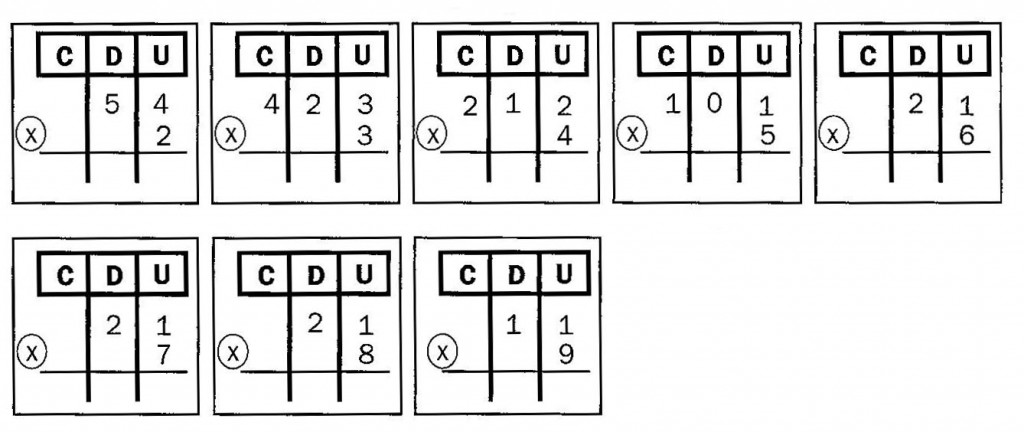 C D U C D U C D U C D U C D U
5 4 4 2 3 2 1 2 1 0 1 2 1
x 2 x 3 x 4 x 5 x 6
C D U C D U C D U
2 1 2 1 1 1
x 7 x 8 x 9